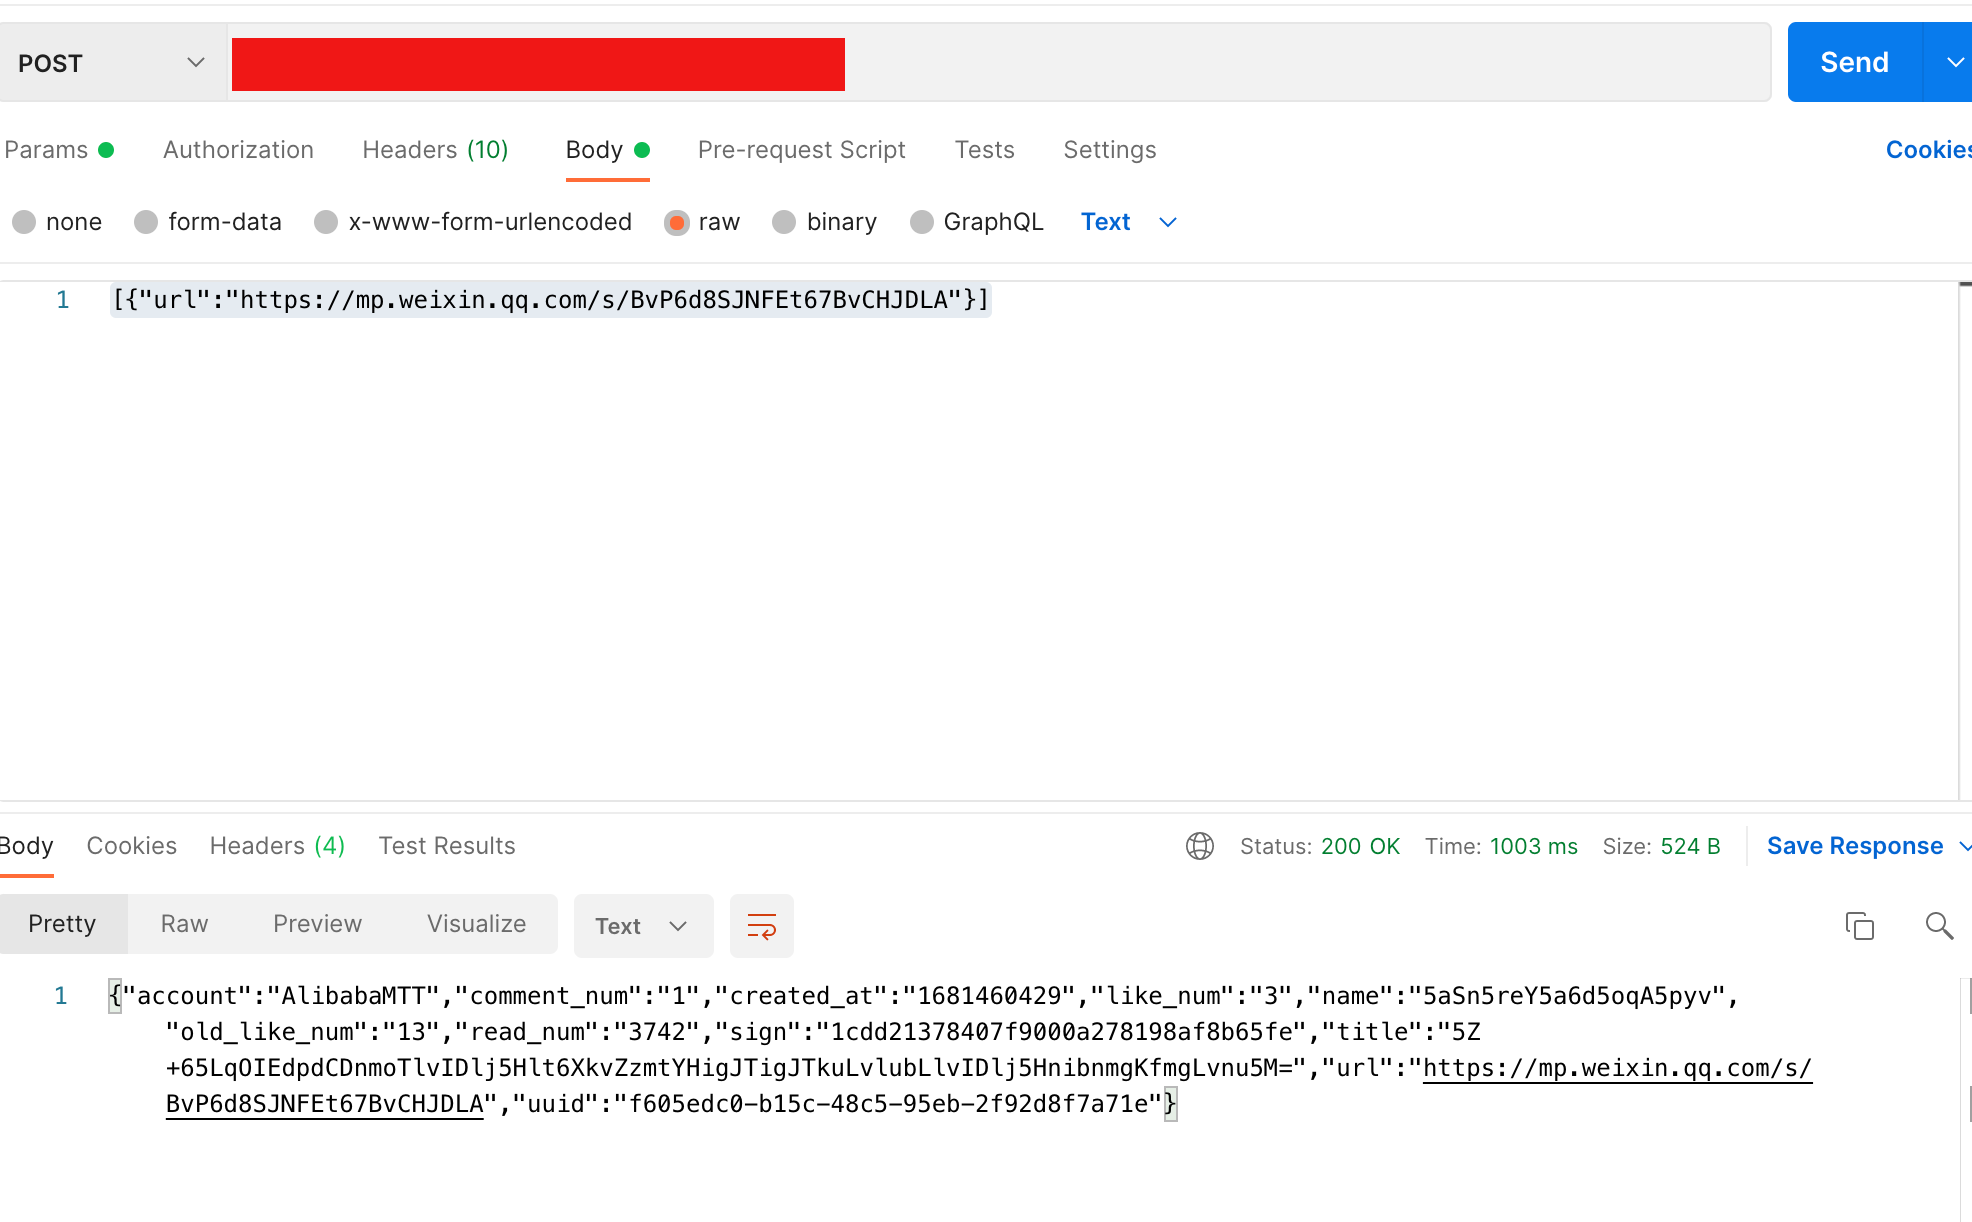 POST
Send
Params
Authorization
Headers (10)
Body
Pre-request Script
Tests
Settings
Cookies
none
form-data
x-www-form-urlencoded
raw
binary
GraphQL
Text
1
[{"url":"https://mp.weixin.qq.com/s/BvP6d8SJNFEt67BvCHJDLA"}]
Body
Cookies
Headers (4)
Test Results
Status: 200 OK
Time: 1003 ms
Size: 524 B
Save Response
Pretty
Raw
Preview
Visualize
Text
1
{"account":"AlibabaMTT","comment_num":"1","created_at":"1681460429","like_num":"3","name":"5aSn5reY5a6d5oqA5pyv",
"old_like_num":"13","read_num":"3742","sign":"1cdd21378407f9000a278198af8b65fe","title":"5Z
+65LqOIEdpdCDnmoTlvIDlj5Hlt6XkvZzmtYHigJTigJTkuLvlubLlvIDlj5HnibnmgKfmgLvnu5M=","url":"https://mp.weixin.qq.com/s/
BvP6d8SJNFEt67BvCHJDLA","uuid":"f605edc0-b15c-48c5-95eb-2f92d8f7a71e"}